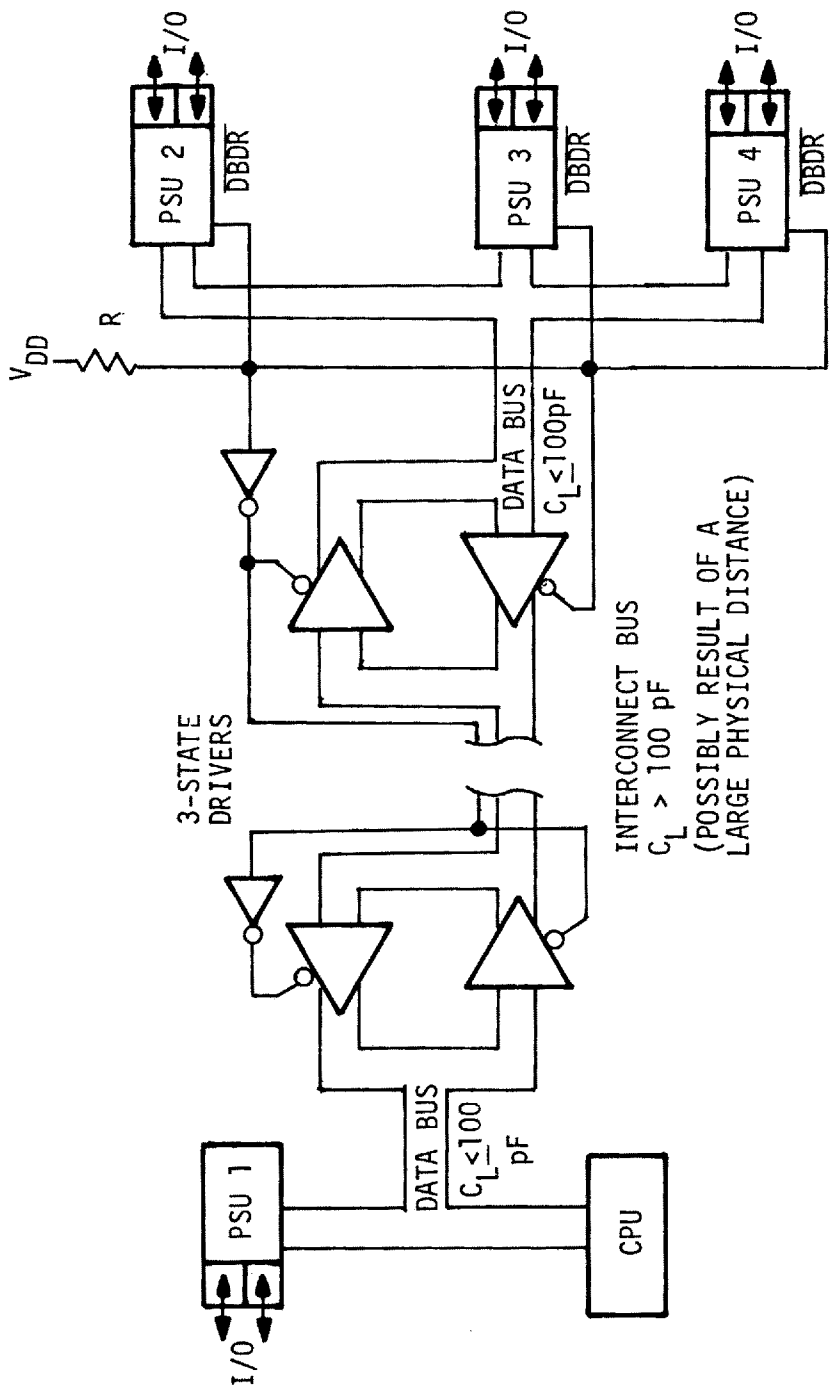 I/O
PSU 1
CPU
DATA BUS
C_L ≤ 100
pF
3-STATE
DRIVERS
INTERCONNECT BUS
C_L > 100 pF
(POSSIBLY RESULT OF A
LARGE PHYSICAL DISTANCE)
DATA BUS
C_L ≤ 100pF
V_DD
R
PSU 2
I/O
DBDR
PSU 3
I/O
DBDR
PSU 4
I/O
DBDR